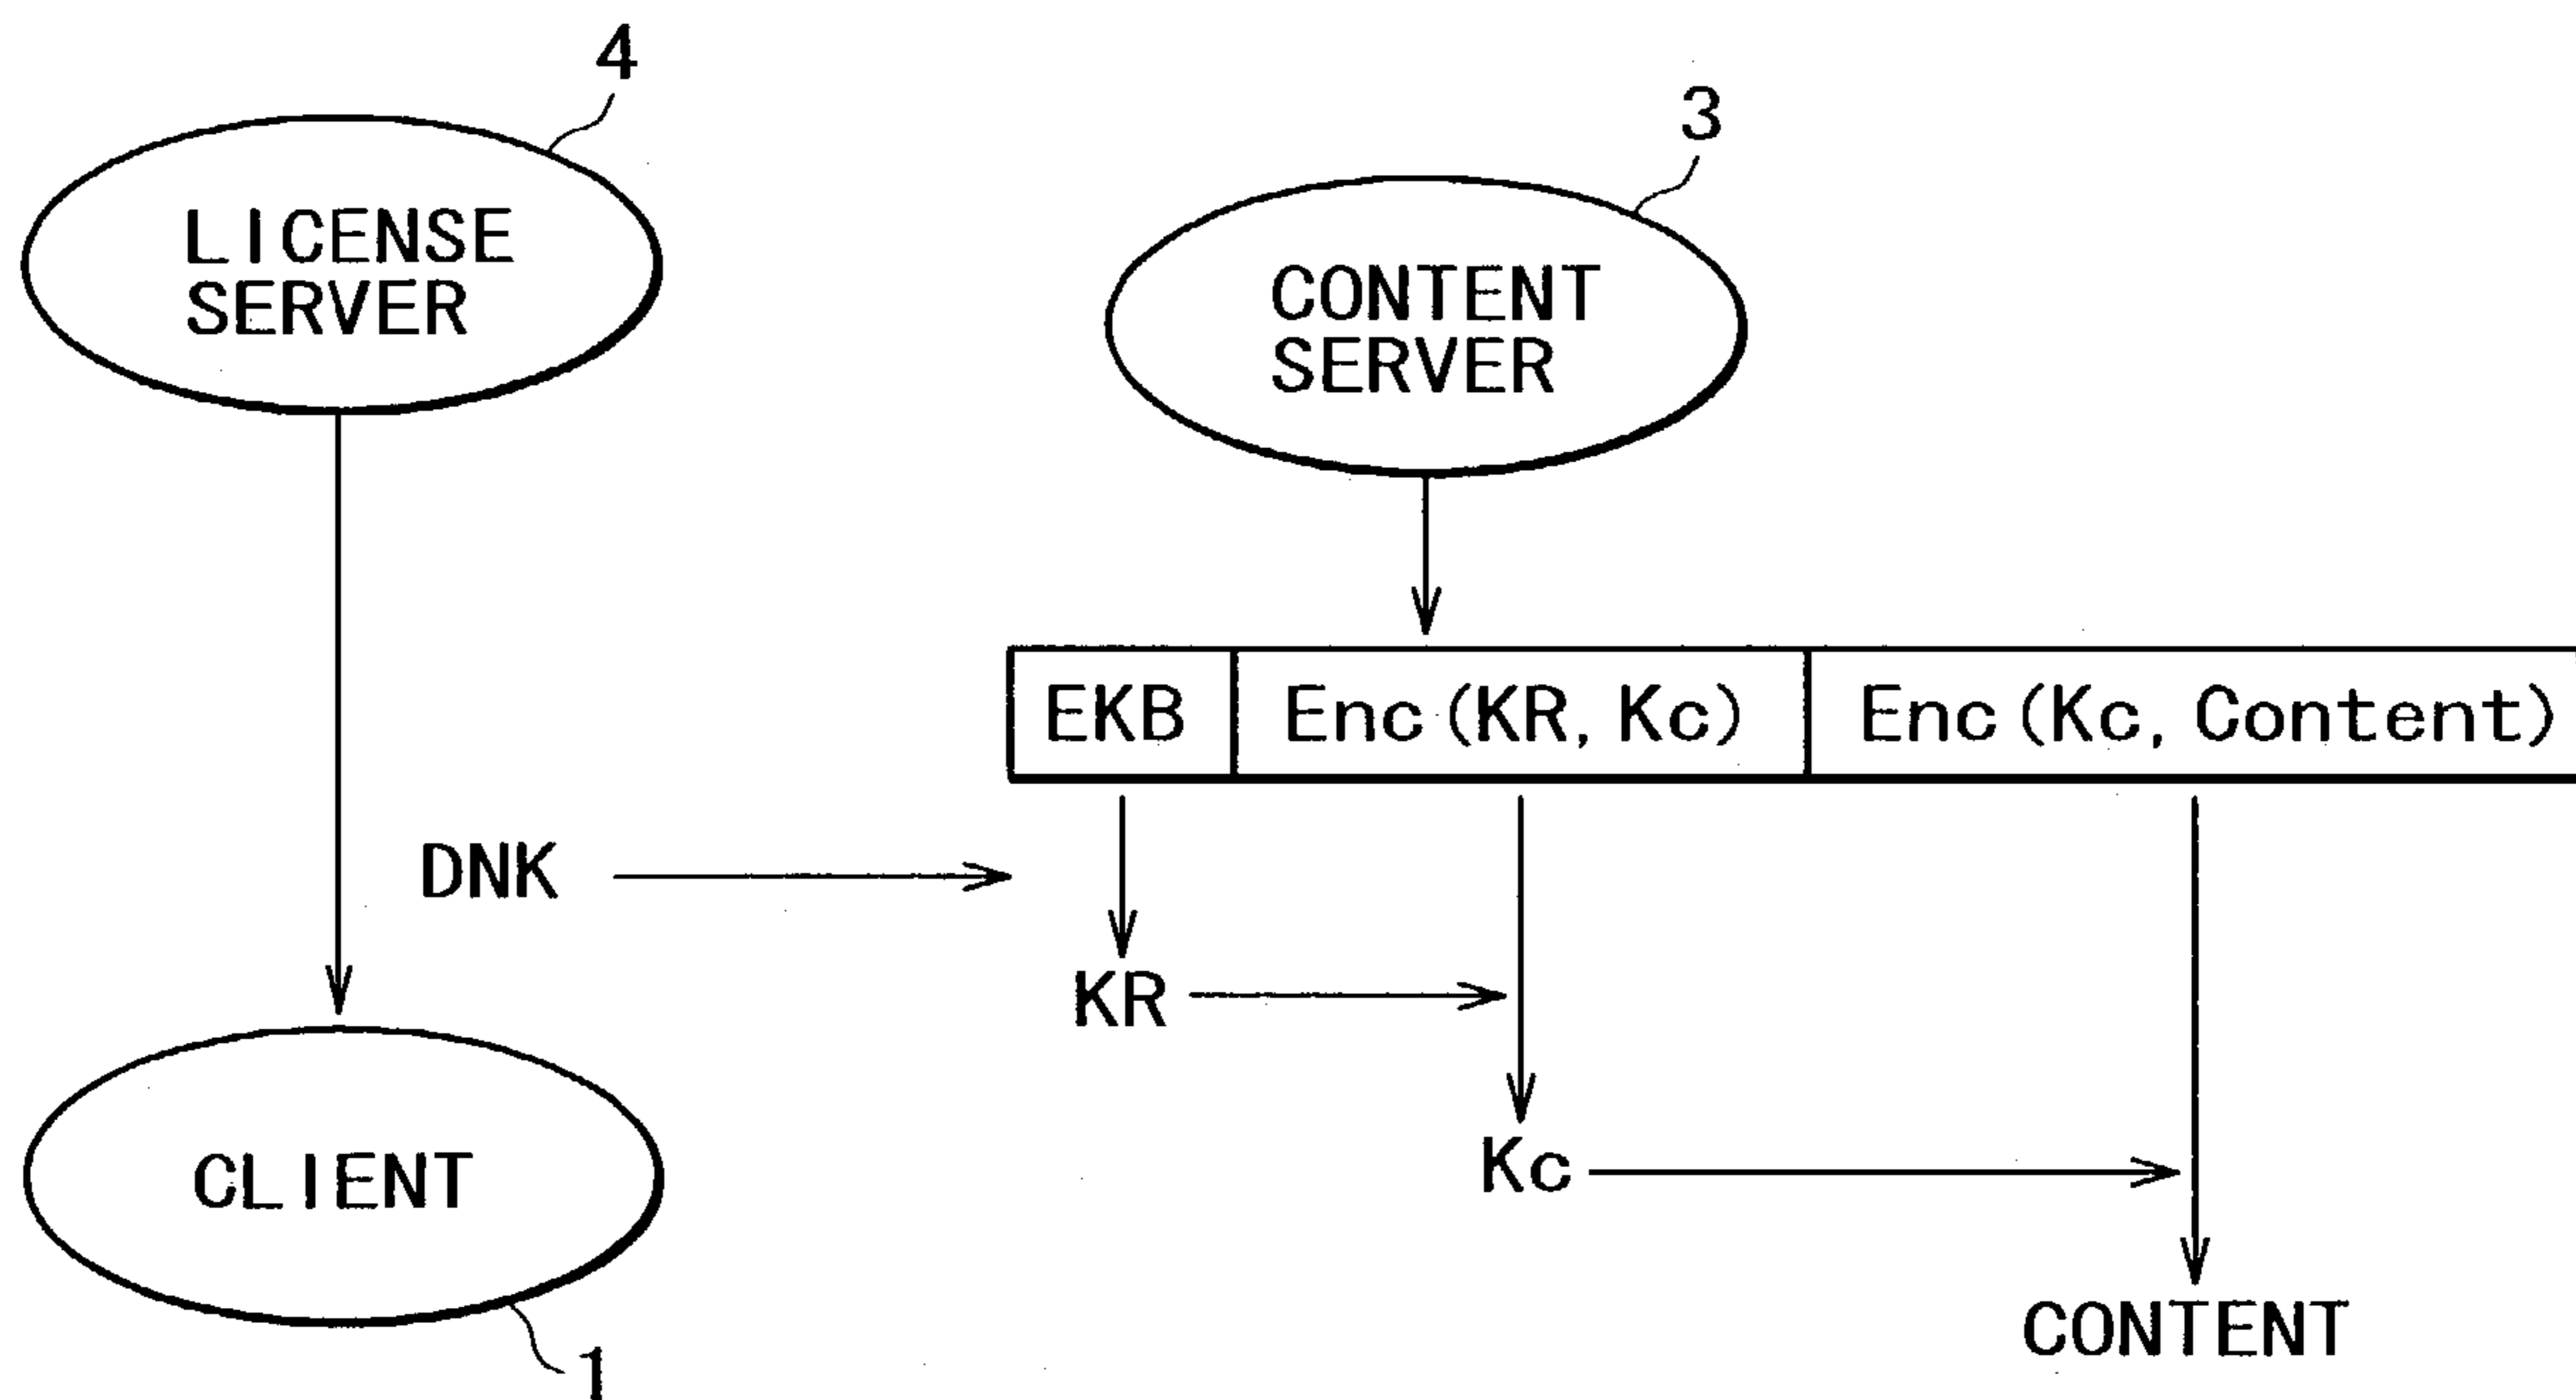 4
LICENSE
SERVER
3
CONTENT
SERVER
EKB
Enc(KR, Kc)
Enc(Kc, Content)
DNK
KR
Kc
CLIENT
1
CONTENT